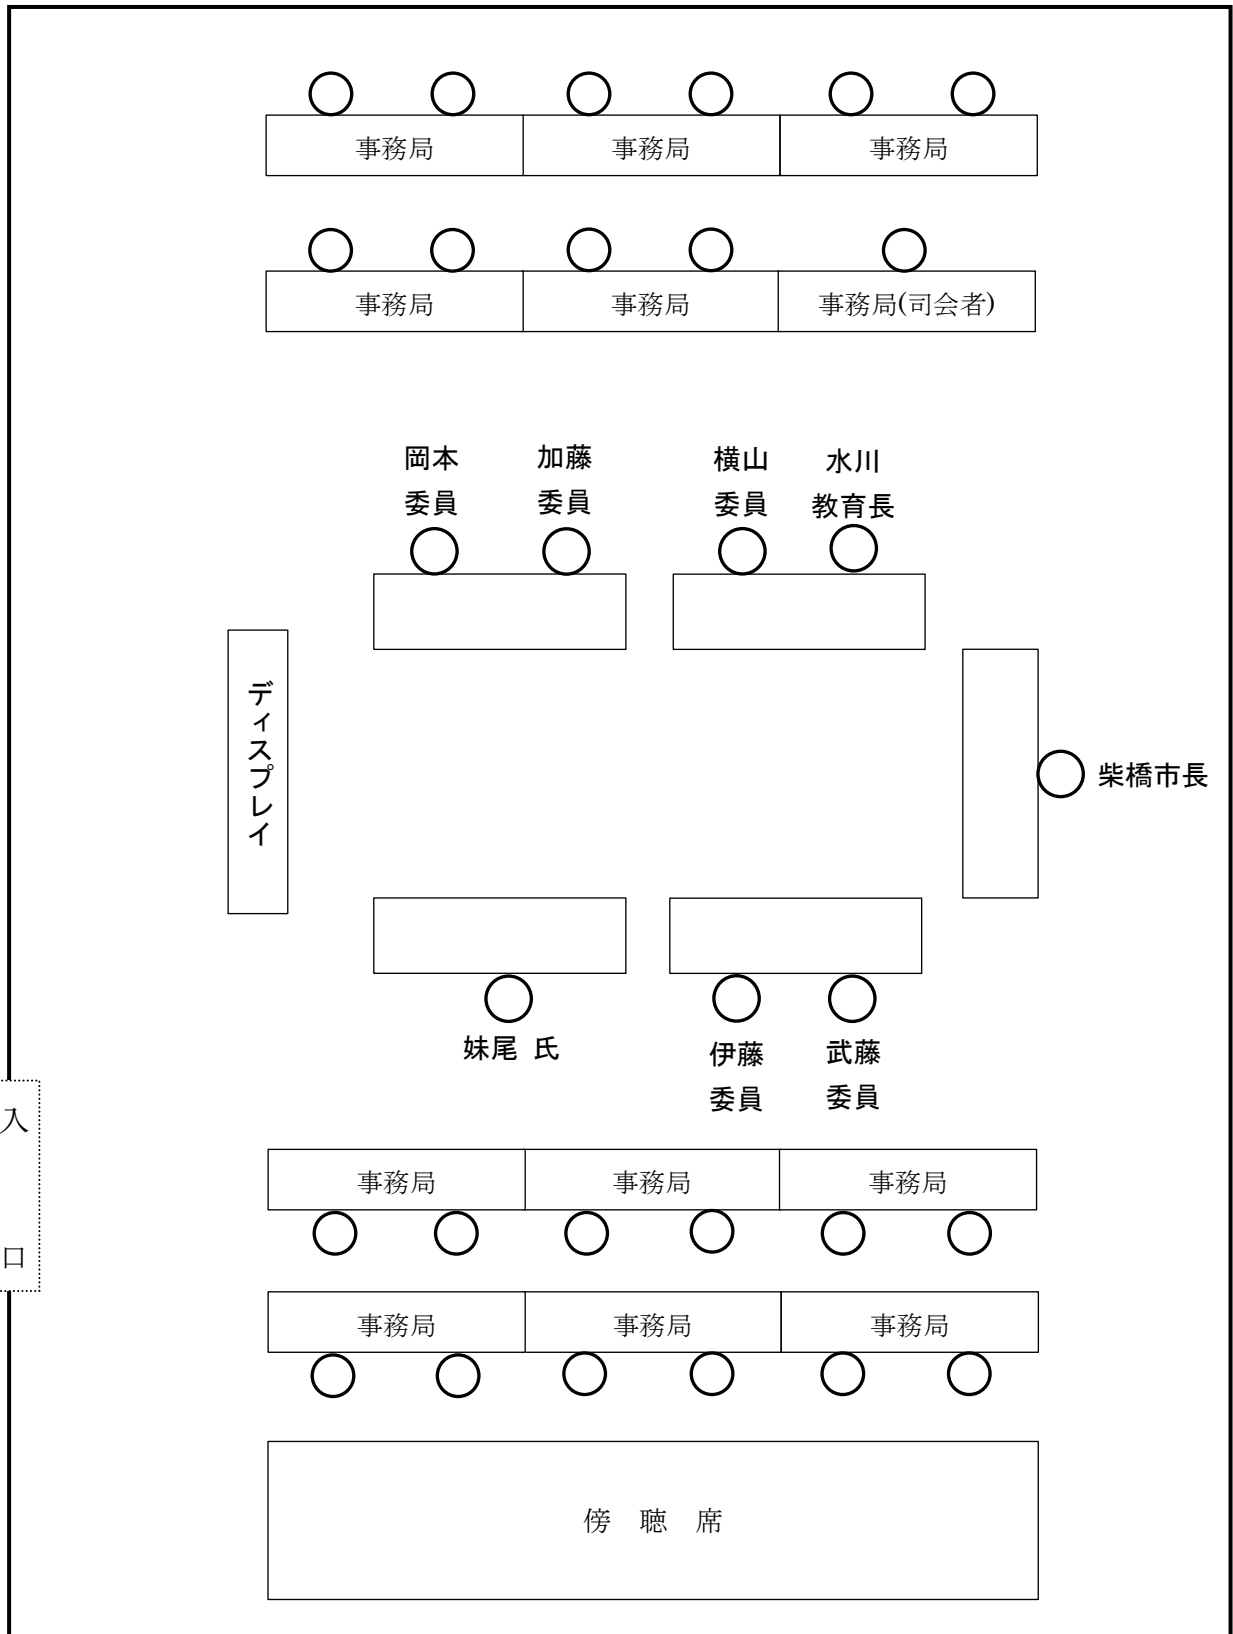 事務局
事務局
事務局
事務局
事務局
事務局(司会者)
岡本
委員
加藤
委員
横山
委員
水川
教育長
ディスプレイ
柴橋市長
妹尾 氏
伊藤
委員
武藤
委員
入 口
事務局
事務局
事務局
事務局
事務局
事務局
傍 聴 席